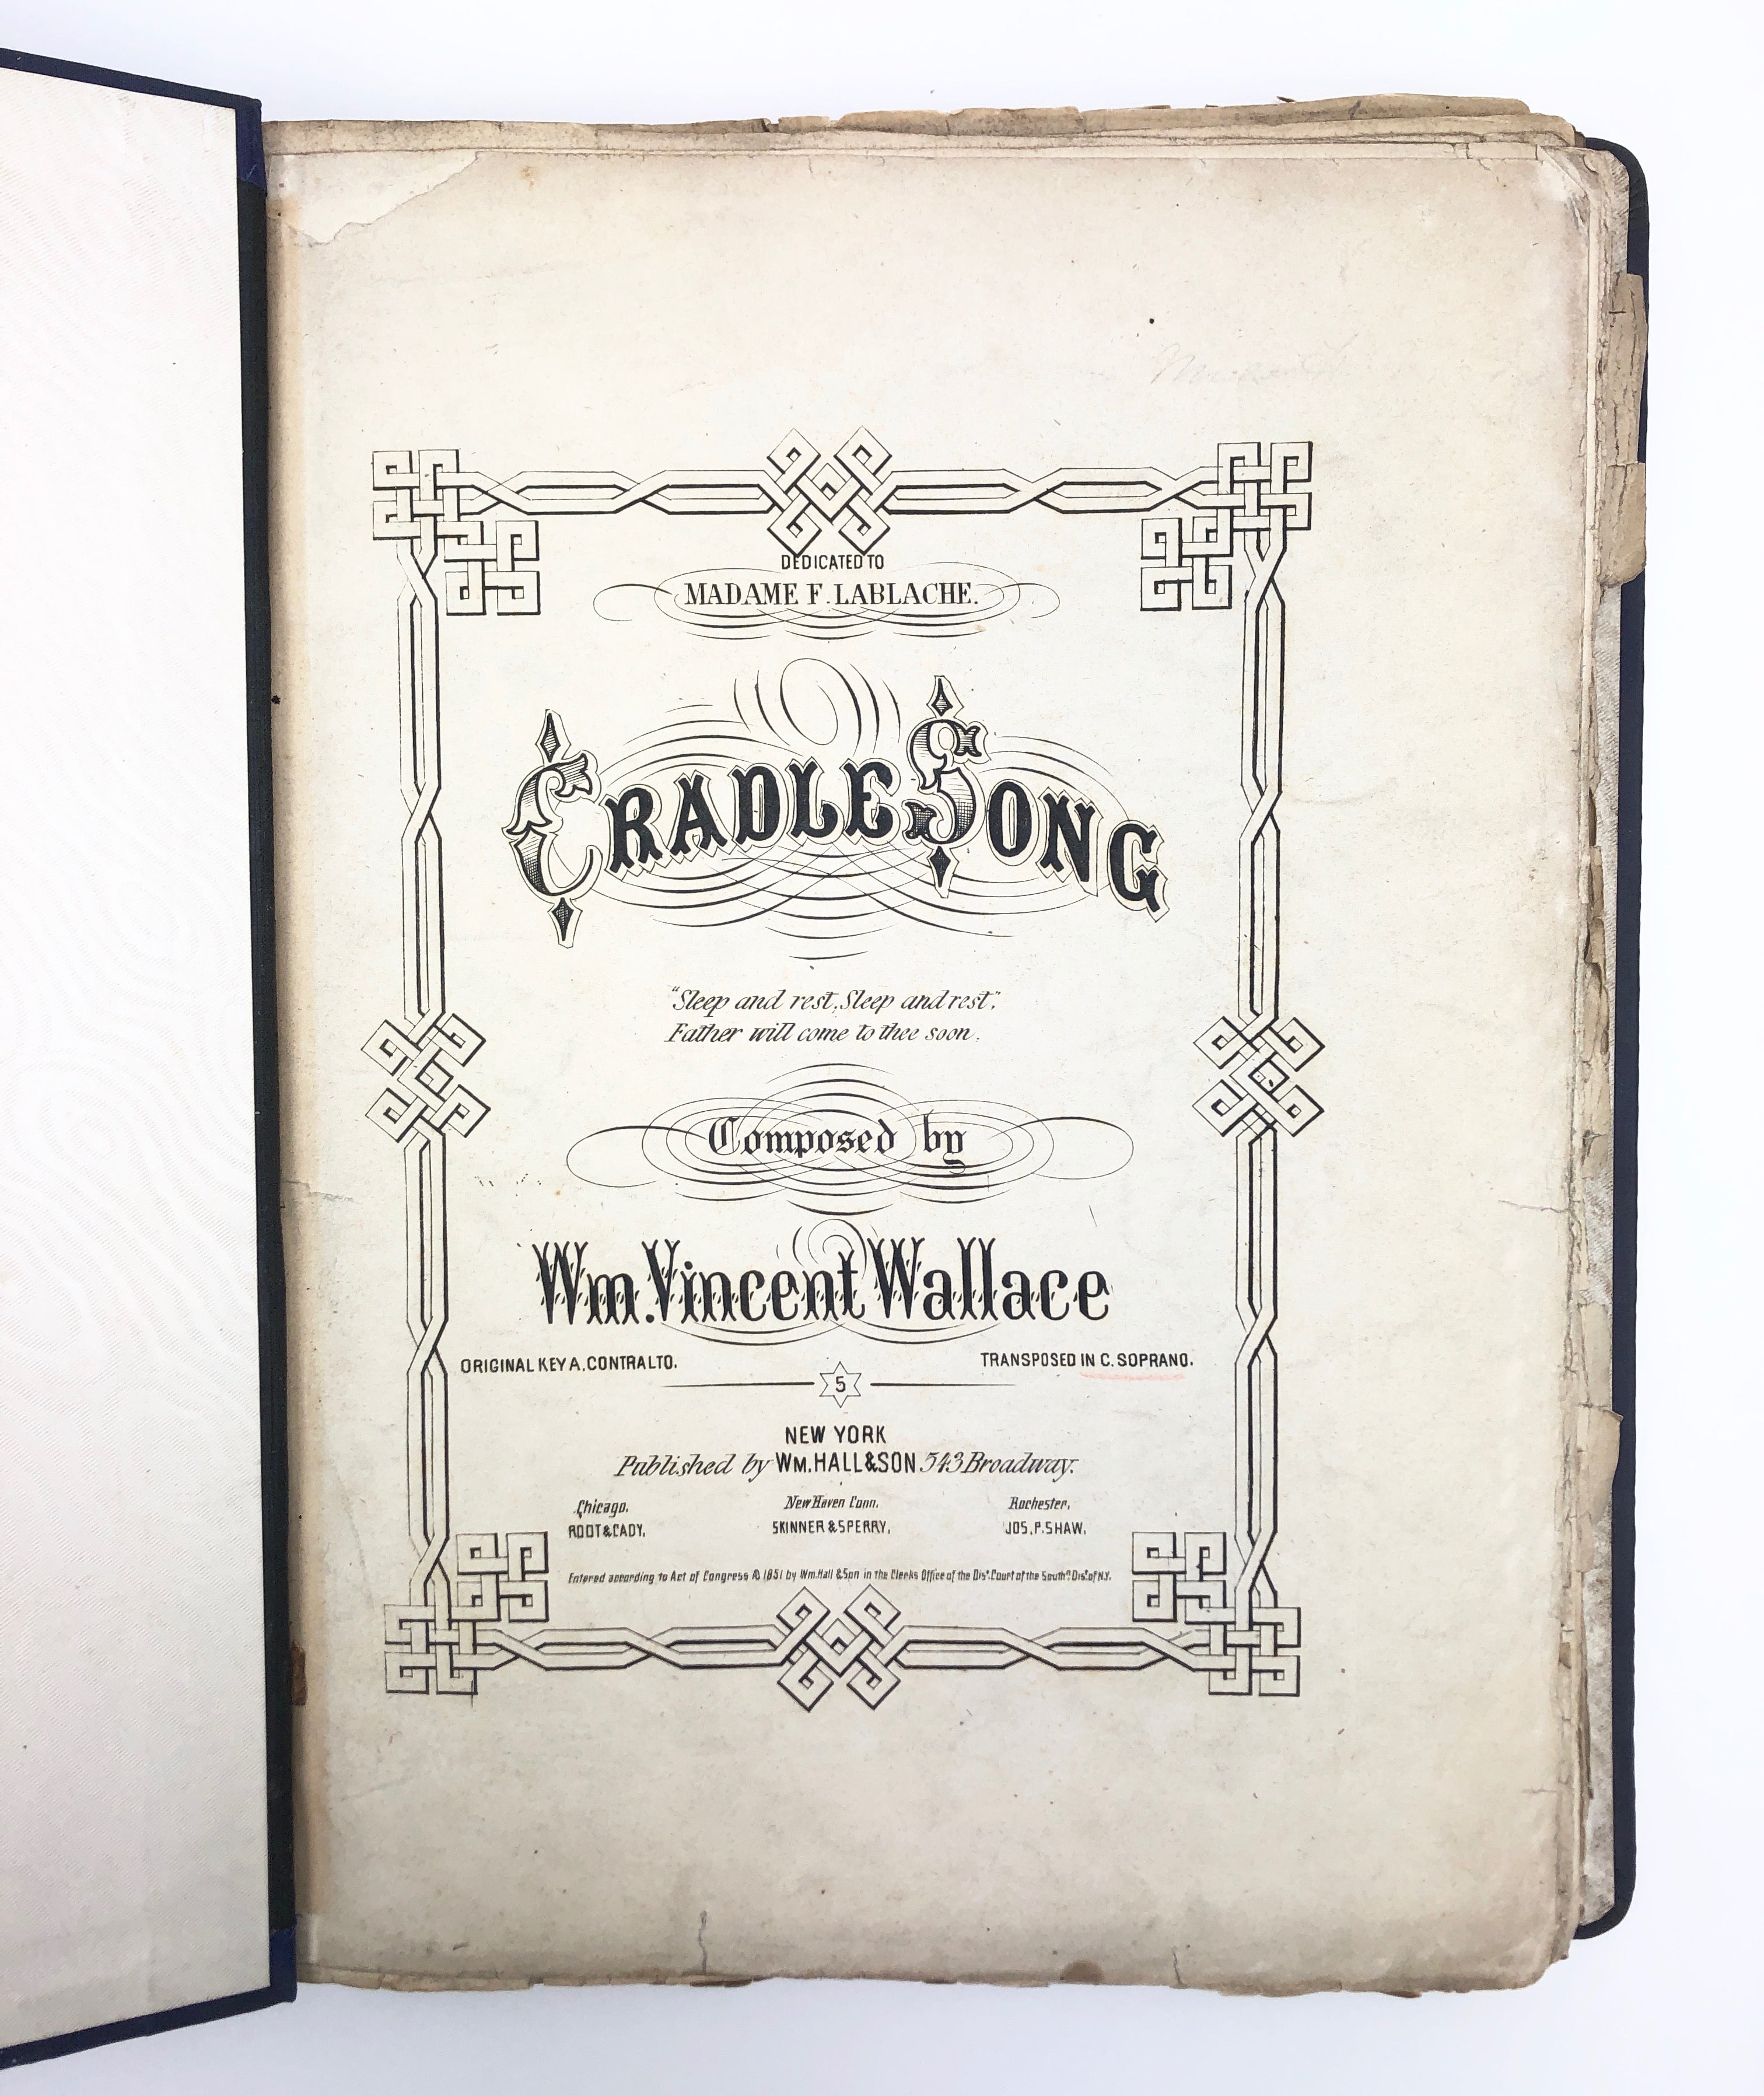 DEDICATED TO
MADAME F. LABLACHE.
CRADLE SONG
"Sleep and rest, Sleep and rest",
Father will come to thee soon.
Composed by
Wm. Vincent Wallace
ORIGINAL KEY A. CONTRALTO. TRANSPOSED IN C. SOPRANO.
5
NEW YORK
Published by WM. HALL & SON 543 Broadway.
Chicago. New Haven Conn. Rochester.
ROOT & CADY. SKINNER & SPERRY. JOS. P. SHAW.
Entered according to Act of Congress AD 1851 by Wm. Hall & Son in the Clerks Office of the Dist. Court of the Southn. Dist. of N.Y.